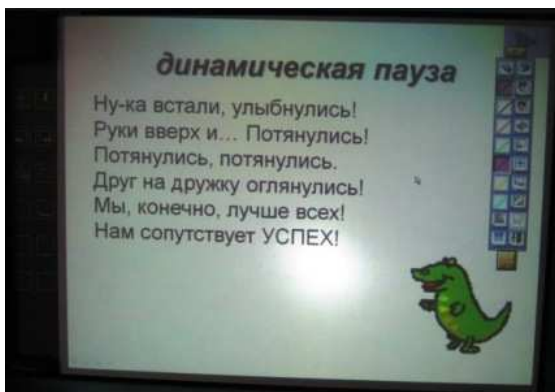 динамическая пауза
Ну-ка встали, улыбнулись!
Руки вверх и... Потянулись!
Потянулись, потянулись.
Друг на дружку оглянулись!
Мы, конечно, лучше всех!
Нам сопутствует УСПЕХ!